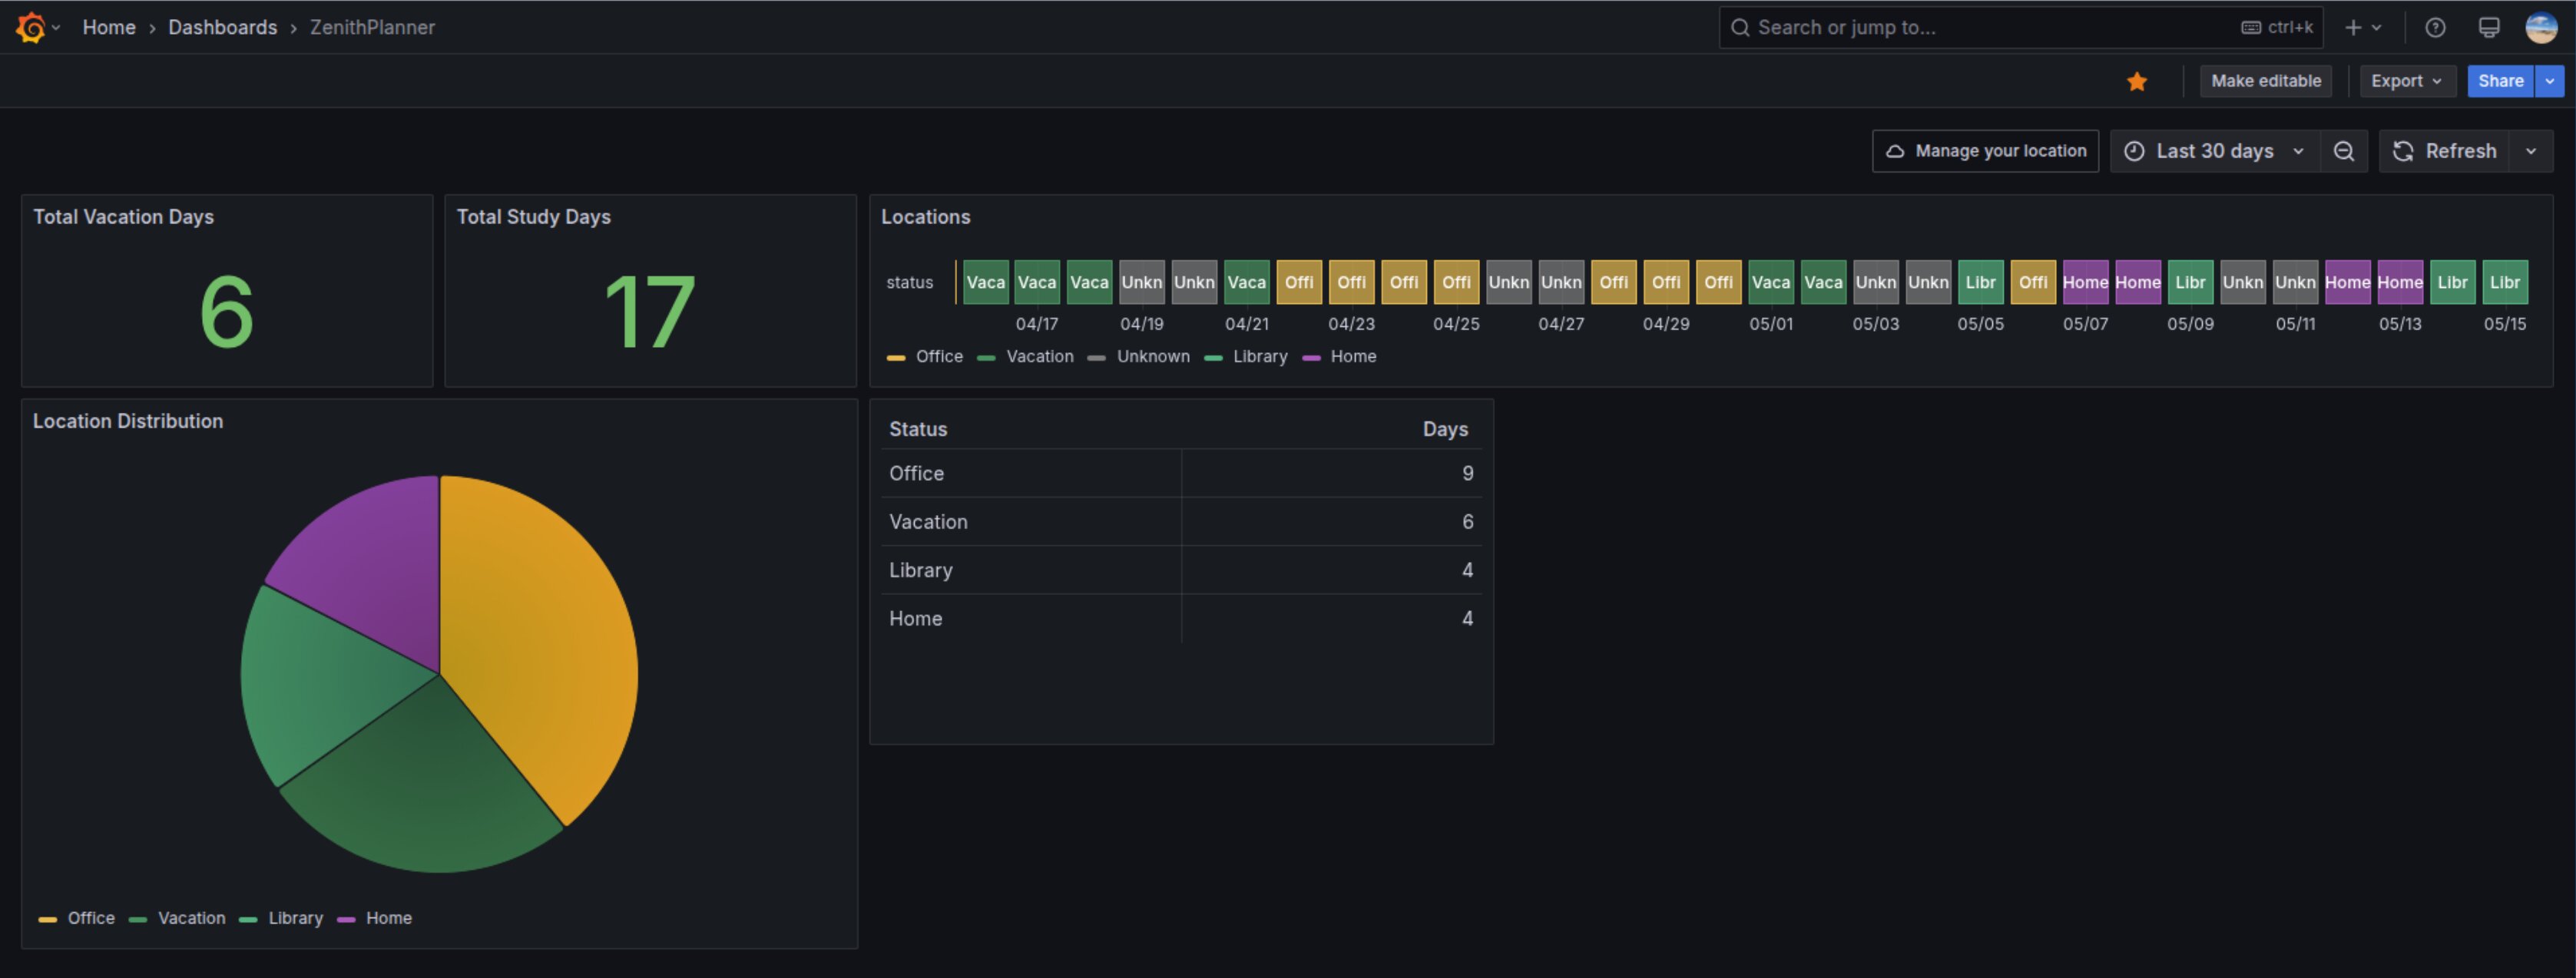 Home › Dashboards › ZenithPlanner
Search or jump to...
ctrl+k
Make editable
Export
Share
Manage your location
Last 30 days
Refresh
Total Vacation Days
6
Total Study Days
17
Locations
status
Vaca Vaca Vaca Unkn Unkn Vaca Offi Offi Offi Offi Unkn Unkn Offi Offi Offi Vaca Vaca Unkn Unkn Libr Offi Home Home Libr Unkn Unkn Home Home Libr Libr
04/17 04/19 04/21 04/23 04/25 04/27 04/29 05/01 05/03 05/05 05/07 05/09 05/11 05/13 05/15
Office Vacation Unknown Library Home
Location Distribution
Office Vacation Library Home
Status Days
Office 9
Vacation 6
Library 4
Home 4